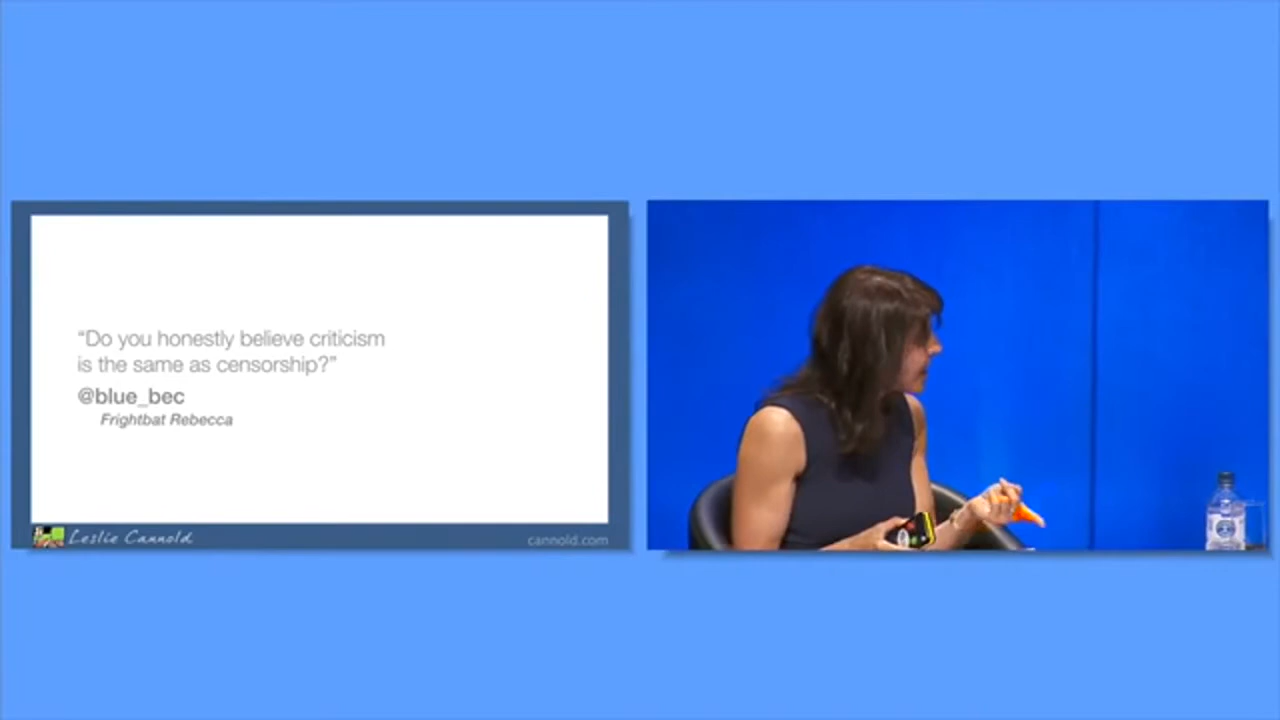 “Do you honestly believe criticism
is the same as censorship?”
@blue_bec
Frightbat Rebecca
Leslie Cannold
cannold.com